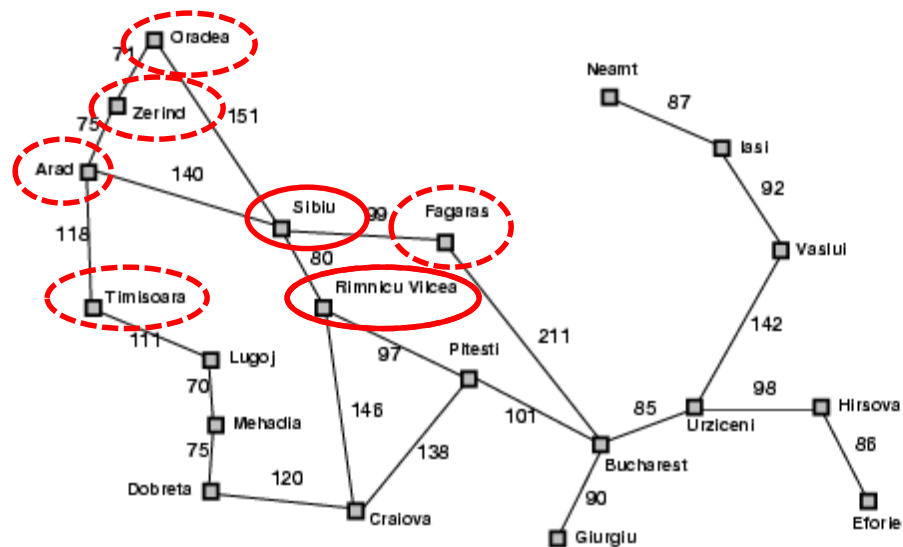 Oradea
71
Neamt
87
Zerind
75
151
Iasi
Arad
140
92
Sibiu
Fagaras
99
118
80
Vaslui
Rimnicu Vilcea
Timisoara
111
211
142
Lugoj
97
Pitesti
70
146
101
85
98
Hirsova
Mehadia
Urziceni
75
138
86
Bucharest
120
Dobreta
90
Craiova
Eforie
Giurgiu